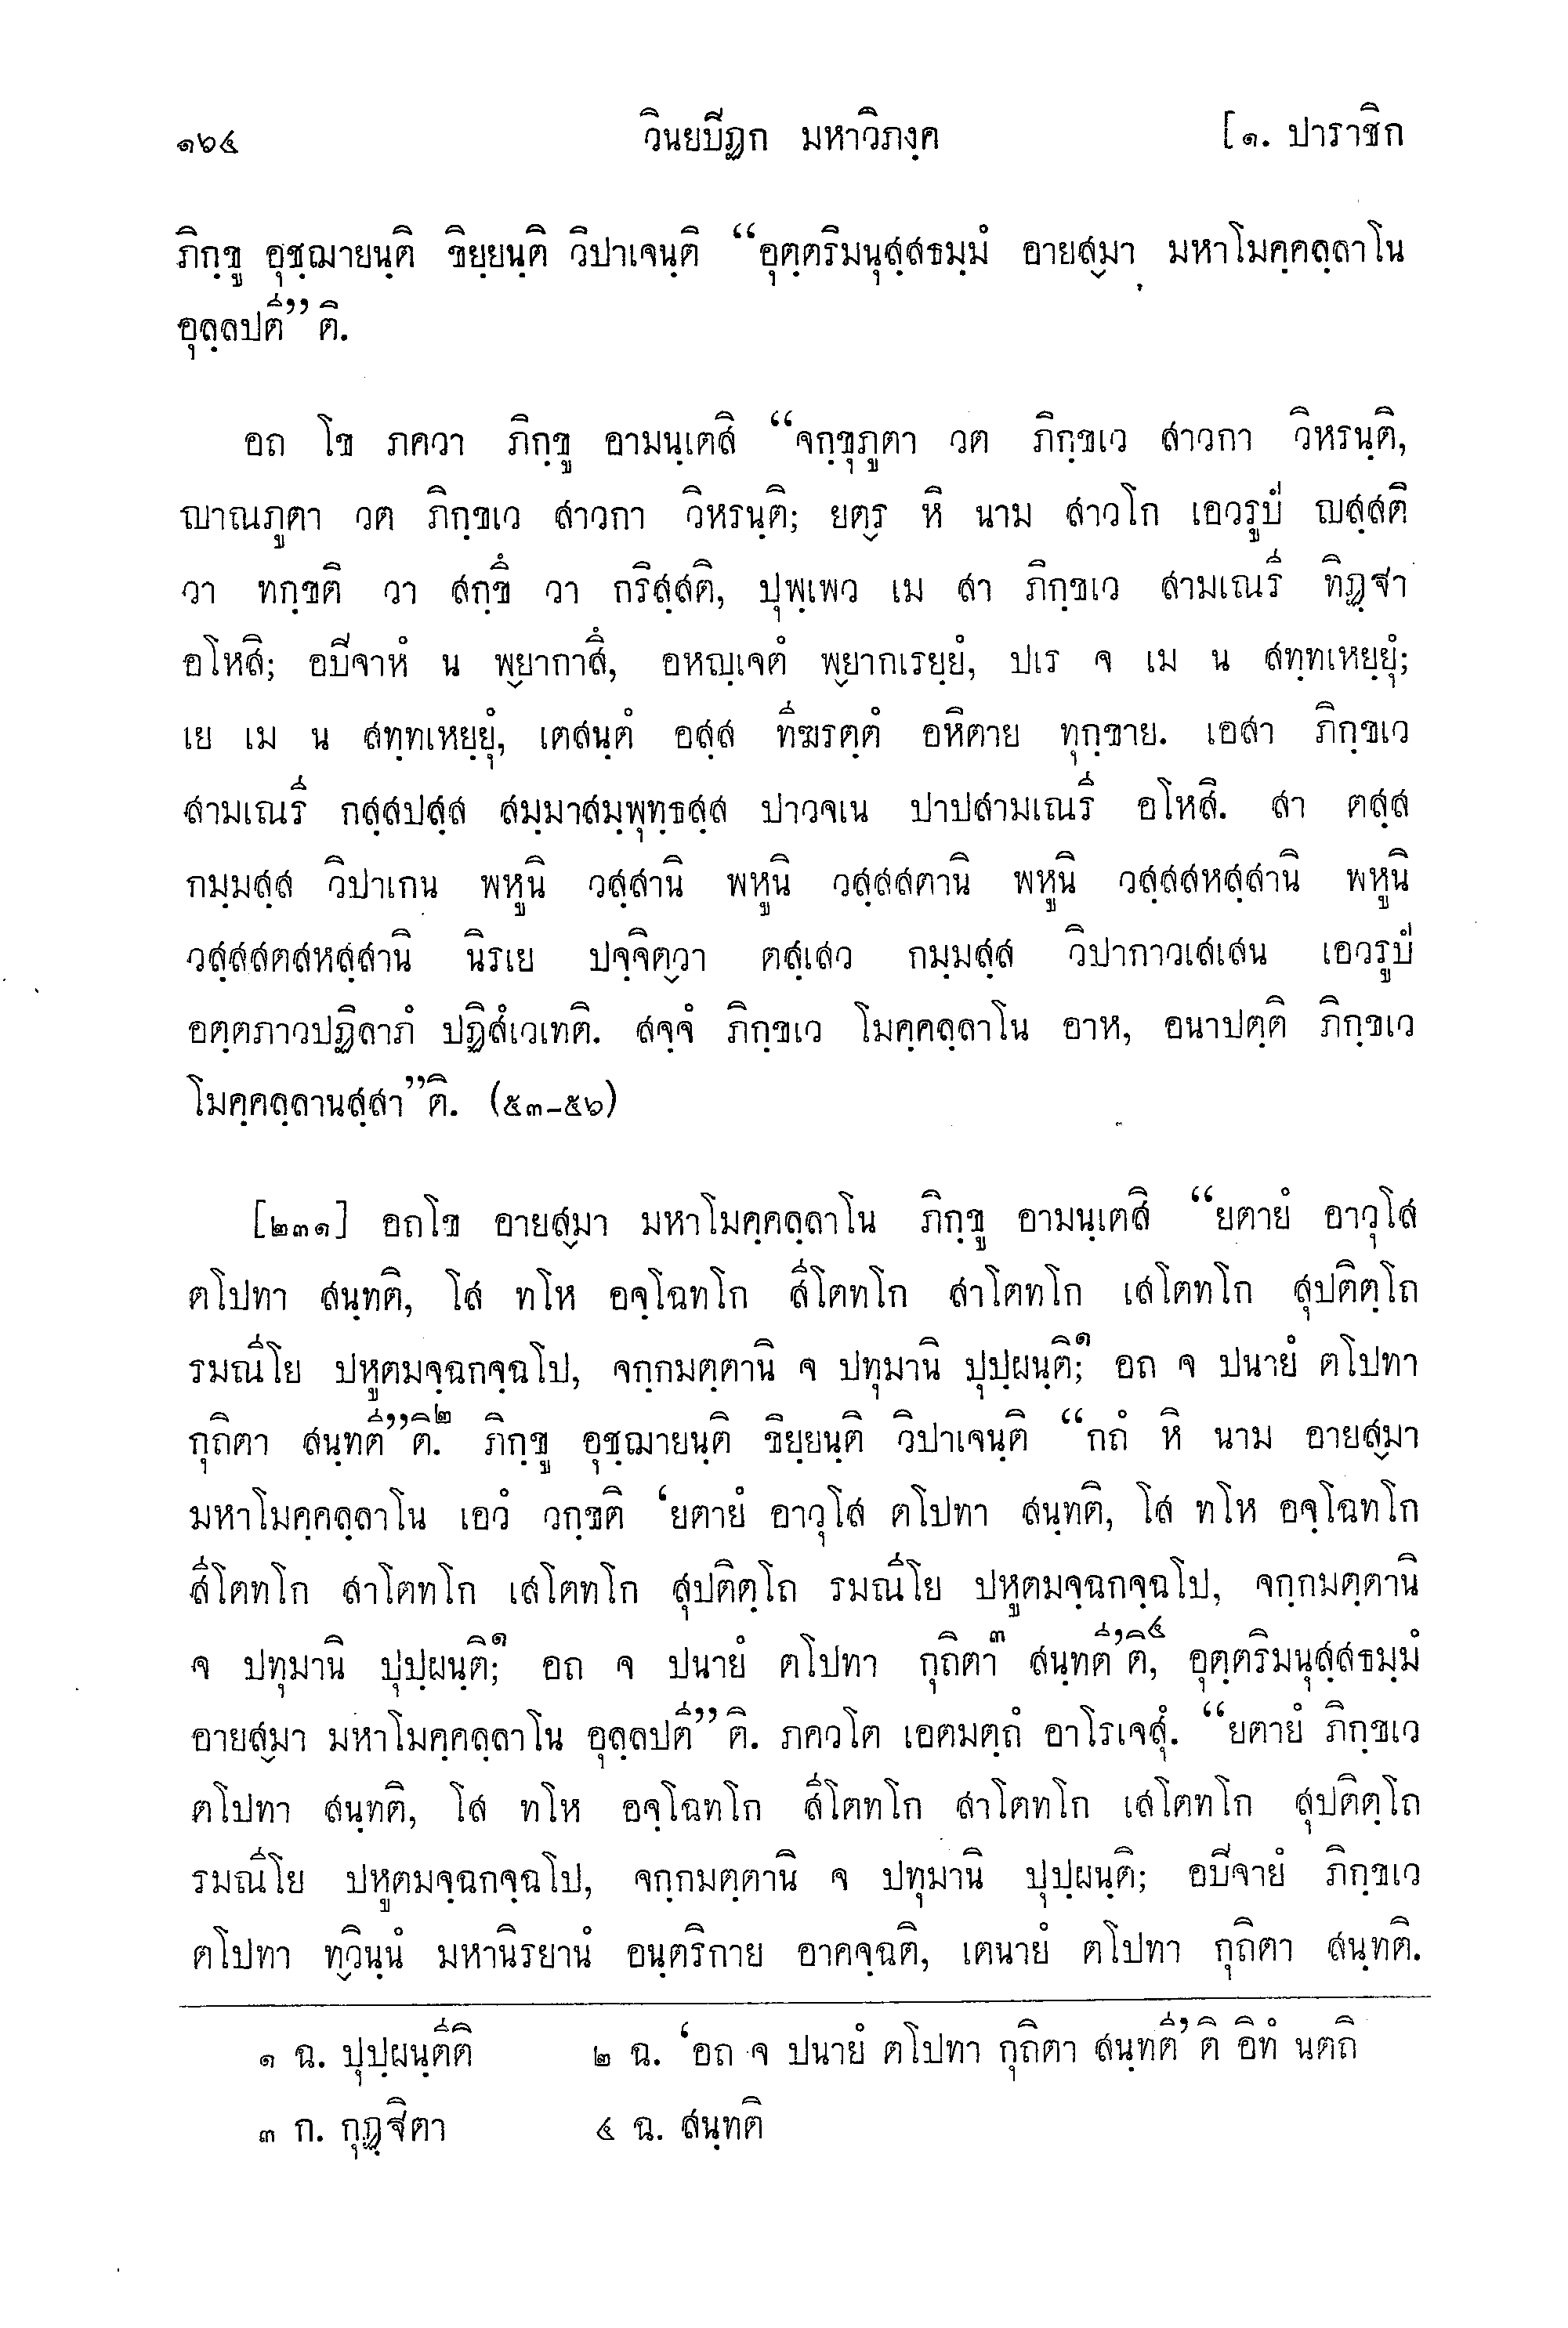 ๑๖๔ วินยปีฏก มหาวิภงฺค [๑. ปาราชิก
ภิกฺขู อุชฺฌายนฺติ ขิยฺยนฺติ วิปาเจนฺติ “อุตฺตริมนุสฺสธมฺมํ อายสฺมา มหาโมคฺคลฺลาโน
อุลฺลปตี” ติ.
อถ โข ภควา ภิกฺขู อามนฺเตสิ “จกฺขุภูตา วต ภิกฺขเว สาวกา วิหรนฺติ,
ญาณภูตา วต ภิกฺขเว สาวกา วิหรนฺติ; ยตฺร หิ นาม สาวโก เอวรูปํ ญสฺสติ
วา ทกฺขติ วา สกฺขึ วา กริสฺสติ, ปุพฺเพว เม สา ภิกฺขเว สามเณรี ทิฏฺฐา
อโหสิ; อปิจาหํ น พฺยากาสึ, อหญฺเจตํ พฺยากเรยฺยํ, ปเร จ เม น สทฺทเหยฺยุํ;
เย เม น สทฺทเหยฺยุํ, เตสนฺตํ อสฺส ทีฆรตฺตํ อหิตาย ทุกฺขาย. เอสา ภิกฺขเว
สามเณรี กสฺสปสฺส สมฺมาสมฺพุทฺธสฺส ปาวจเน ปาปสามเณรี อโหสิ. สา ตสฺส
กมฺมสฺส วิปาเกน พหูนิ วสฺสานิ พหูนิ วสฺสสตานิ พหูนิ วสฺสสหสฺสานิ พหูนิ
วสฺสสตสหสฺสานิ นิรเย ปจฺจิตฺวา ตสฺเสว กมฺมสฺส วิปากาวเสเสน เอวรูปํ
อตฺตภาวปฏิลาภํ ปฏิสํเวเทติ. สจฺจํ ภิกฺขเว โมคฺคลฺลาโน อาห, อนาปตฺติ ภิกฺขเว
โมคฺคลฺลานสฺสา”ติ. (๕๓-๕๖)
[๒๓๑] อถโข อายสฺมา มหาโมคฺคลฺลาโน ภิกฺขู อามนฺเตสิ “ยตายํ อาวุโส
ตโปทา สนฺทติ, โส ทโห อจฺโฉทโก สีโตทโก สาโตทโก เสโตทโก สุปติตฺโถ
รมณีโย ปหูตมจฺฉกจฺฉโป, จกฺกมตฺตานิ จ ปทุมานิ ปุปฺผนฺติ;๑ อถ จ ปนายํ ตโปทา
กุถิตา สนฺทตี”ติ.๒ ภิกฺขู อุชฺฌายนฺติ ขิยฺยนฺติ วิปาเจนฺติ “กถํ หิ นาม อายสฺมา
มหาโมคฺคลฺลาโน เอวํ วกฺขติ ‘ยตายํ อาวุโส ตโปทา สนฺทติ, โส ทโห อจฺโฉทโก
สีโตทโก สาโตทโก เสโตทโก สุปติตฺโถ รมณีโย ปหูตมจฺฉกจฺฉโป, จกฺกมตฺตานิ
จ ปทุมานิ ปุปฺผนฺติ;๑ อถ จ ปนายํ ตโปทา กุถิตา๓ สนฺทตี’ติ,๔ อุตฺตริมนุสฺสธมฺมํ
อายสฺมา มหาโมคฺคลฺลาโน อุลฺลปตี” ติ. ภควโต เอตมตฺถํ อาโรเจสุํ. “ยตายํ ภิกฺขเว
ตโปทา สนฺทติ, โส ทโห อจฺโฉทโก สีโตทโก สาโตทโก เสโตทโก สุปติตฺโถ
รมณีโย ปหูตมจฺฉกจฺฉโป, จกฺกมตฺตานิ จ ปทุมานิ ปุปฺผนฺติ; อปิจายํ ภิกฺขเว
ตโปทา ทฺวินฺนํ มหานิรยานํ อนฺตริกาย อาคจฺฉติ, เตนายํ ตโปทา กุถิตา สนฺทติ.
๑ ฉ. ปุปฺผนฺตีติ ๒ ฉ. ‘อถ จ ปนายํ ตโปทา กุถิตา สนฺทตี’ ติ อิทํ นตถิ
๓ ก. กุฏฺฐิตา ๔ ฉ. สนฺทติ